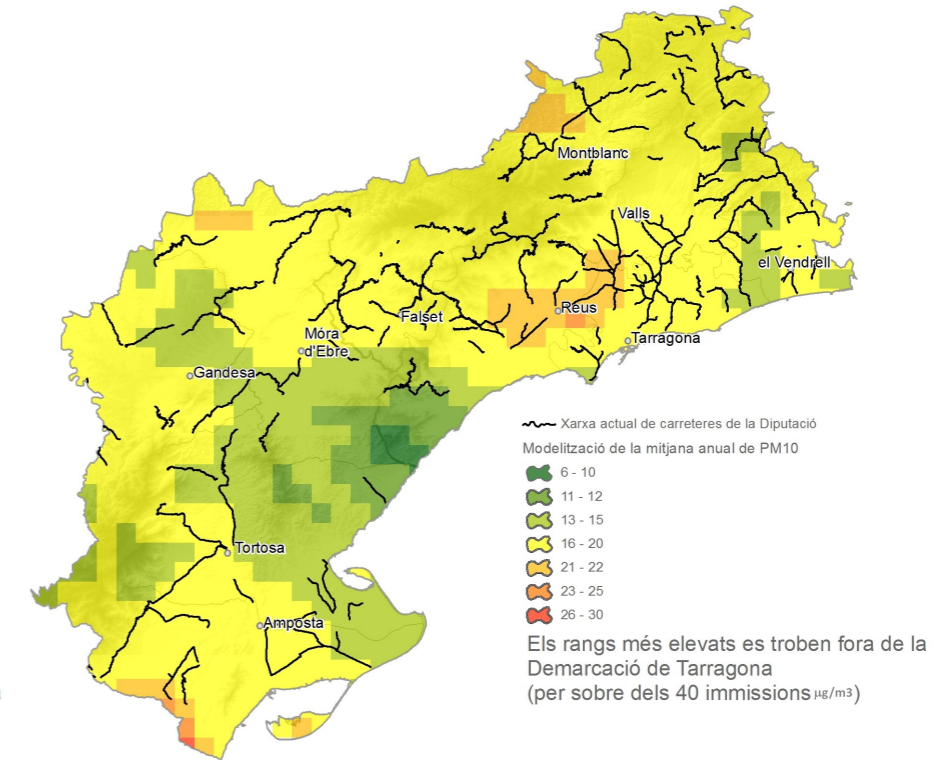 Montblanc
Valls
el Vendrell
Reus
Falset
Móra
d'Ebre
Tarragona
Gandesa
Tortosa
Amposta
Xarxa actual de carreteres de la Diputació
Modelització de la mitjana anual de PM10
6 - 10
11 - 12
13 - 15
16 - 20
21 - 22
23 - 25
26 - 30
Els rangs més elevats es troben fora de la
Demarcació de Tarragona
(per sobre dels 40 immissions µg/m3)